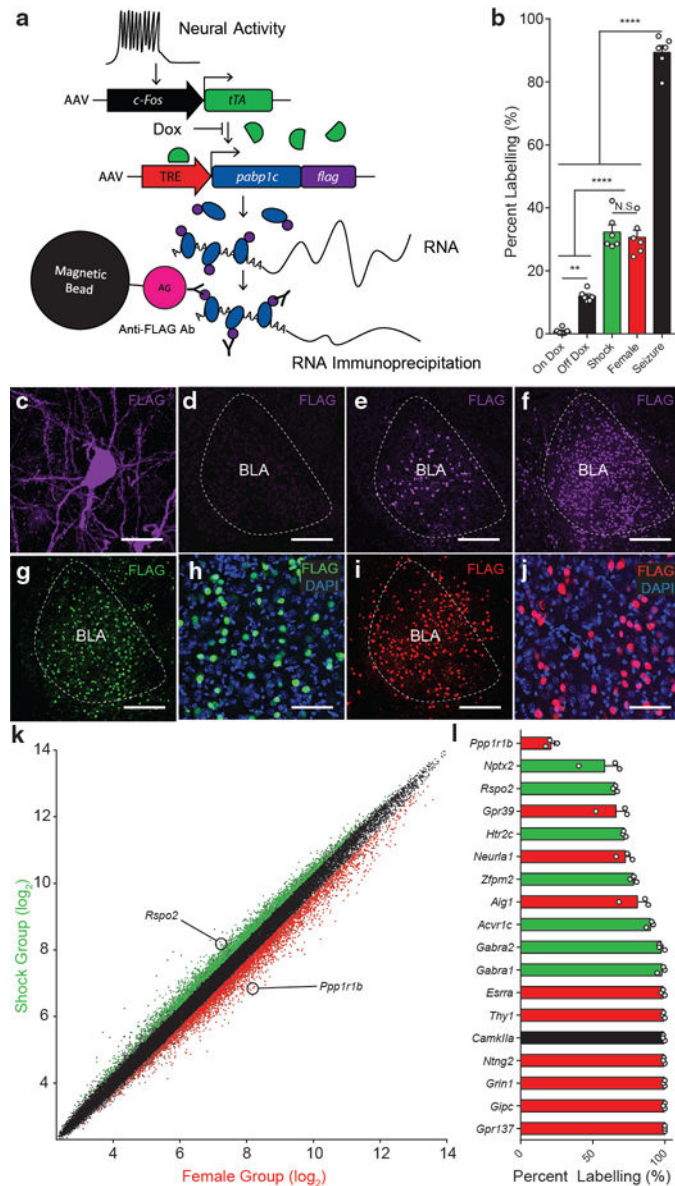 a
Neural Activity
AAV
c-Fos
tTA
Dox
AAV
TRE
pabp1c
flag
AAAA
RNA
Magnetic
Bead
AG
Anti-FLAG Ab
RNA Immunoprecipitation
b
Percent Labelling (%)
100
80
60
40
20
0
****
****
N.S.
**
On Dox
Off Dox
Shock
Female
Seizure
c
FLAG
d
FLAG
BLA
e
FLAG
BLA
f
FLAG
BLA
g
FLAG
BLA
h
FLAG
DAPI
i
FLAG
BLA
j
FLAG
DAPI
k
Shock Group (log2)
14
12
10
8
6
4
Rspo2
Ppp1r1b
4
6
8
10
12
14
Female Group (log2)
l
Ppp1r1b
Nptx2
Rspo2
Gpr39
Htr2c
Neurla1
Zfpm2
Aig1
Acvr1c
Gabra2
Gabra1
Esrra
Thy1
CamkIIa
Ntng2
Grin1
Gipc
Gpr137
0
50
100
Percent Labelling (%)